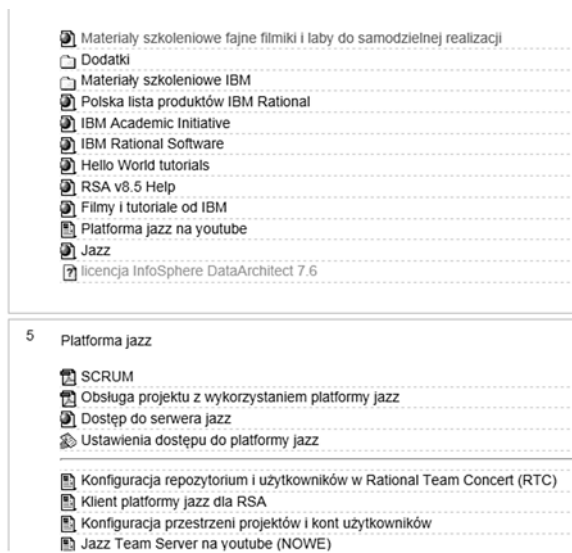 Materiały szkoleniowe fajne filmiki i laby do samodzielnej realizacji
Dodatki
Materiały szkoleniowe IBM
Polska lista produktów IBM Rational
IBM Academic Initiative
IBM Rational Software
Hello World tutorials
RSA v8.5 Help
Filmy i tutoriale od IBM
Platforma jazz na youtube
Jazz
licencja InfoSphere DataArchitect 7.6
5 Platforma jazz
SCRUM
Obsługa projektu z wykorzystaniem platformy jazz
Dostęp do serwera jazz
Ustawienia dostępu do platformy jazz
Konfiguracja repozytorium i użytkowników w Rational Team Concert (RTC)
Klient platformy jazz dla RSA
Konfiguracja przestrzeni projektów i kont użytkowników
Jazz Team Server na youtube (NOWE)